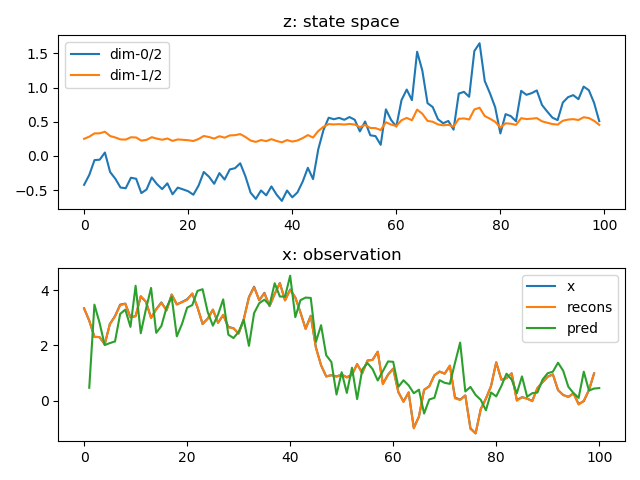 z: state space
dim-0/2
dim-1/2
1.5
1.0
0.5
0.0
−0.5
0 20 40 60 80 100
x: observation
x
recons
pred
4
2
0
0 20 40 60 80 100